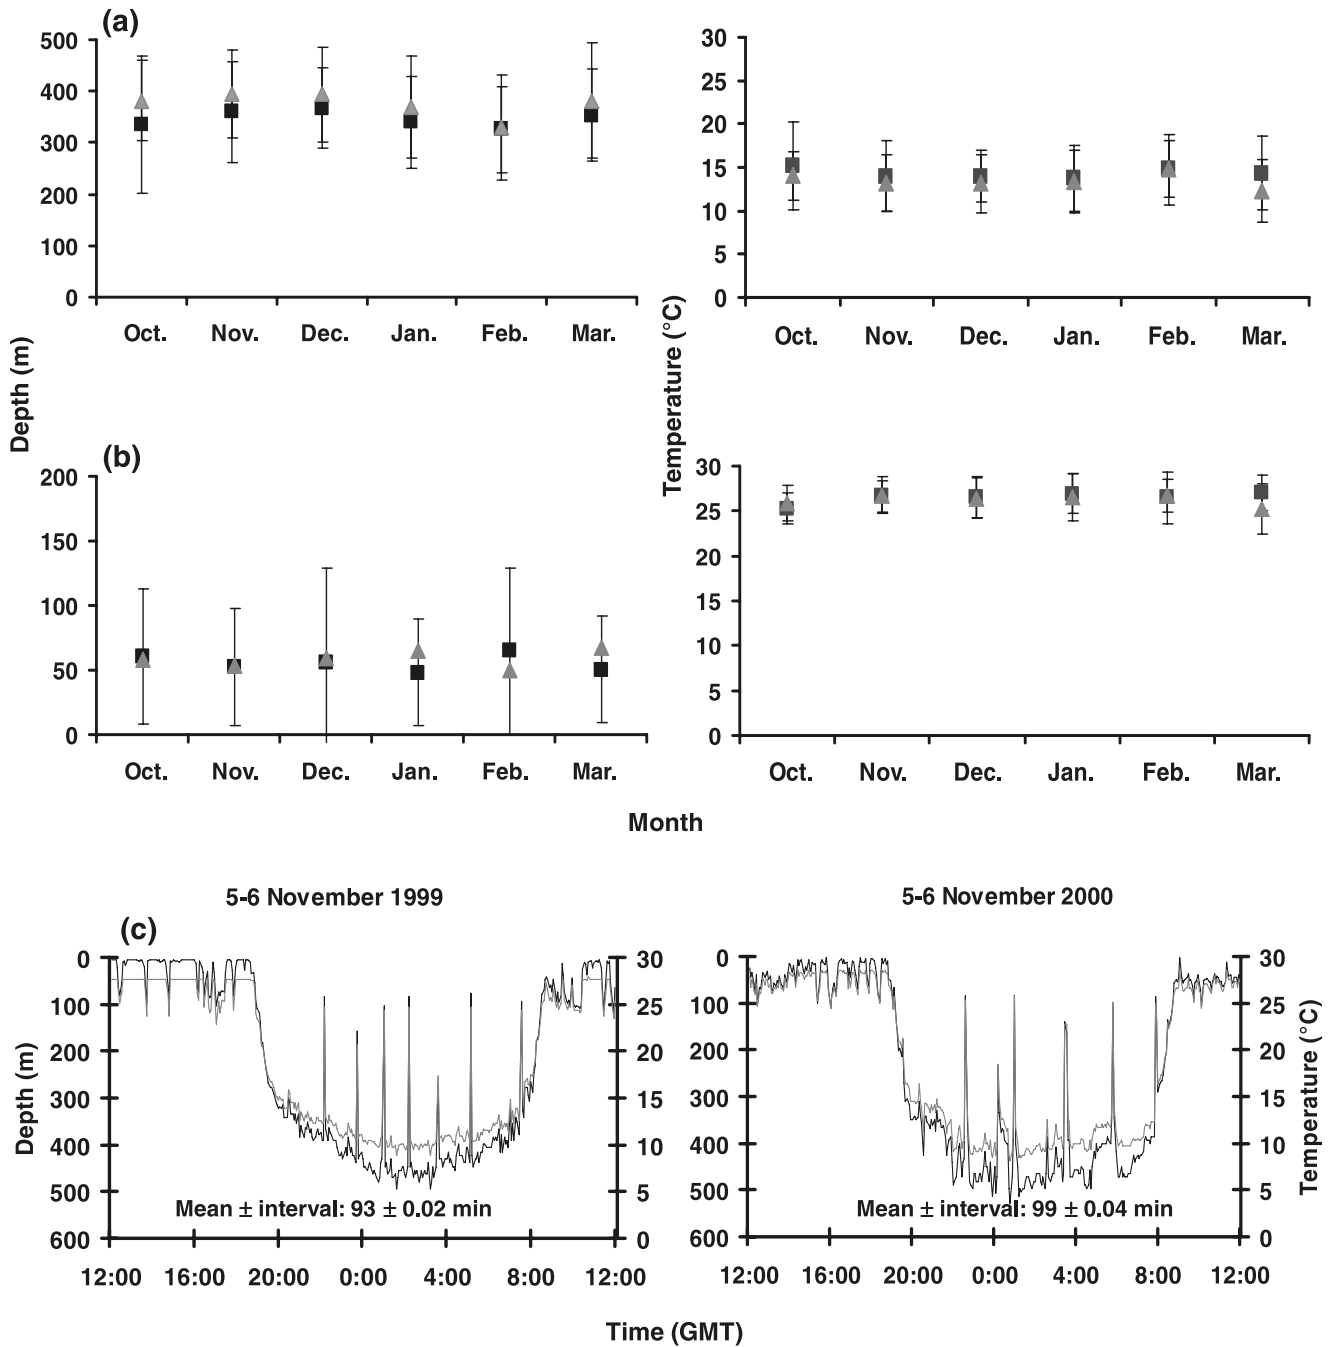 (a)
500
400
300
200
100
0
Oct. Nov. Dec. Jan. Feb. Mar.
30
25
20
15
10
5
0
Oct. Nov. Dec. Jan. Feb. Mar.
Depth (m)
Temperature (°C)
(b)
200
150
100
50
0
Oct. Nov. Dec. Jan. Feb. Mar.
30
25
20
15
10
5
0
Oct. Nov. Dec. Jan. Feb. Mar.
Month
5-6 November 1999
(c)
0
100
200
300
400
500
600
Depth (m)
30
25
20
15
10
5
0
Mean ± interval: 93 ± 0.02 min
12:00 16:00 20:00 0:00 4:00 8:00 12:00
5-6 November 2000
0
100
200
300
400
500
600
30
25
20
15
10
5
0
Temperature (°C)
Mean ± interval: 99 ± 0.04 min
12:00 16:00 20:00 0:00 4:00 8:00 12:00
Time (GMT)